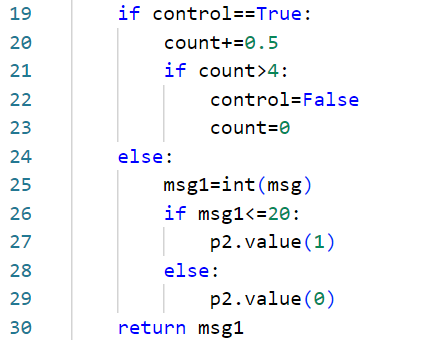 19 if control==True:
20 count+=0.5
21 if count>4:
22 control=False
23 count=0
24 else:
25 msg1=int(msg)
26 if msg1<=20:
27 p2.value(1)
28 else:
29 p2.value(0)
30 return msg1